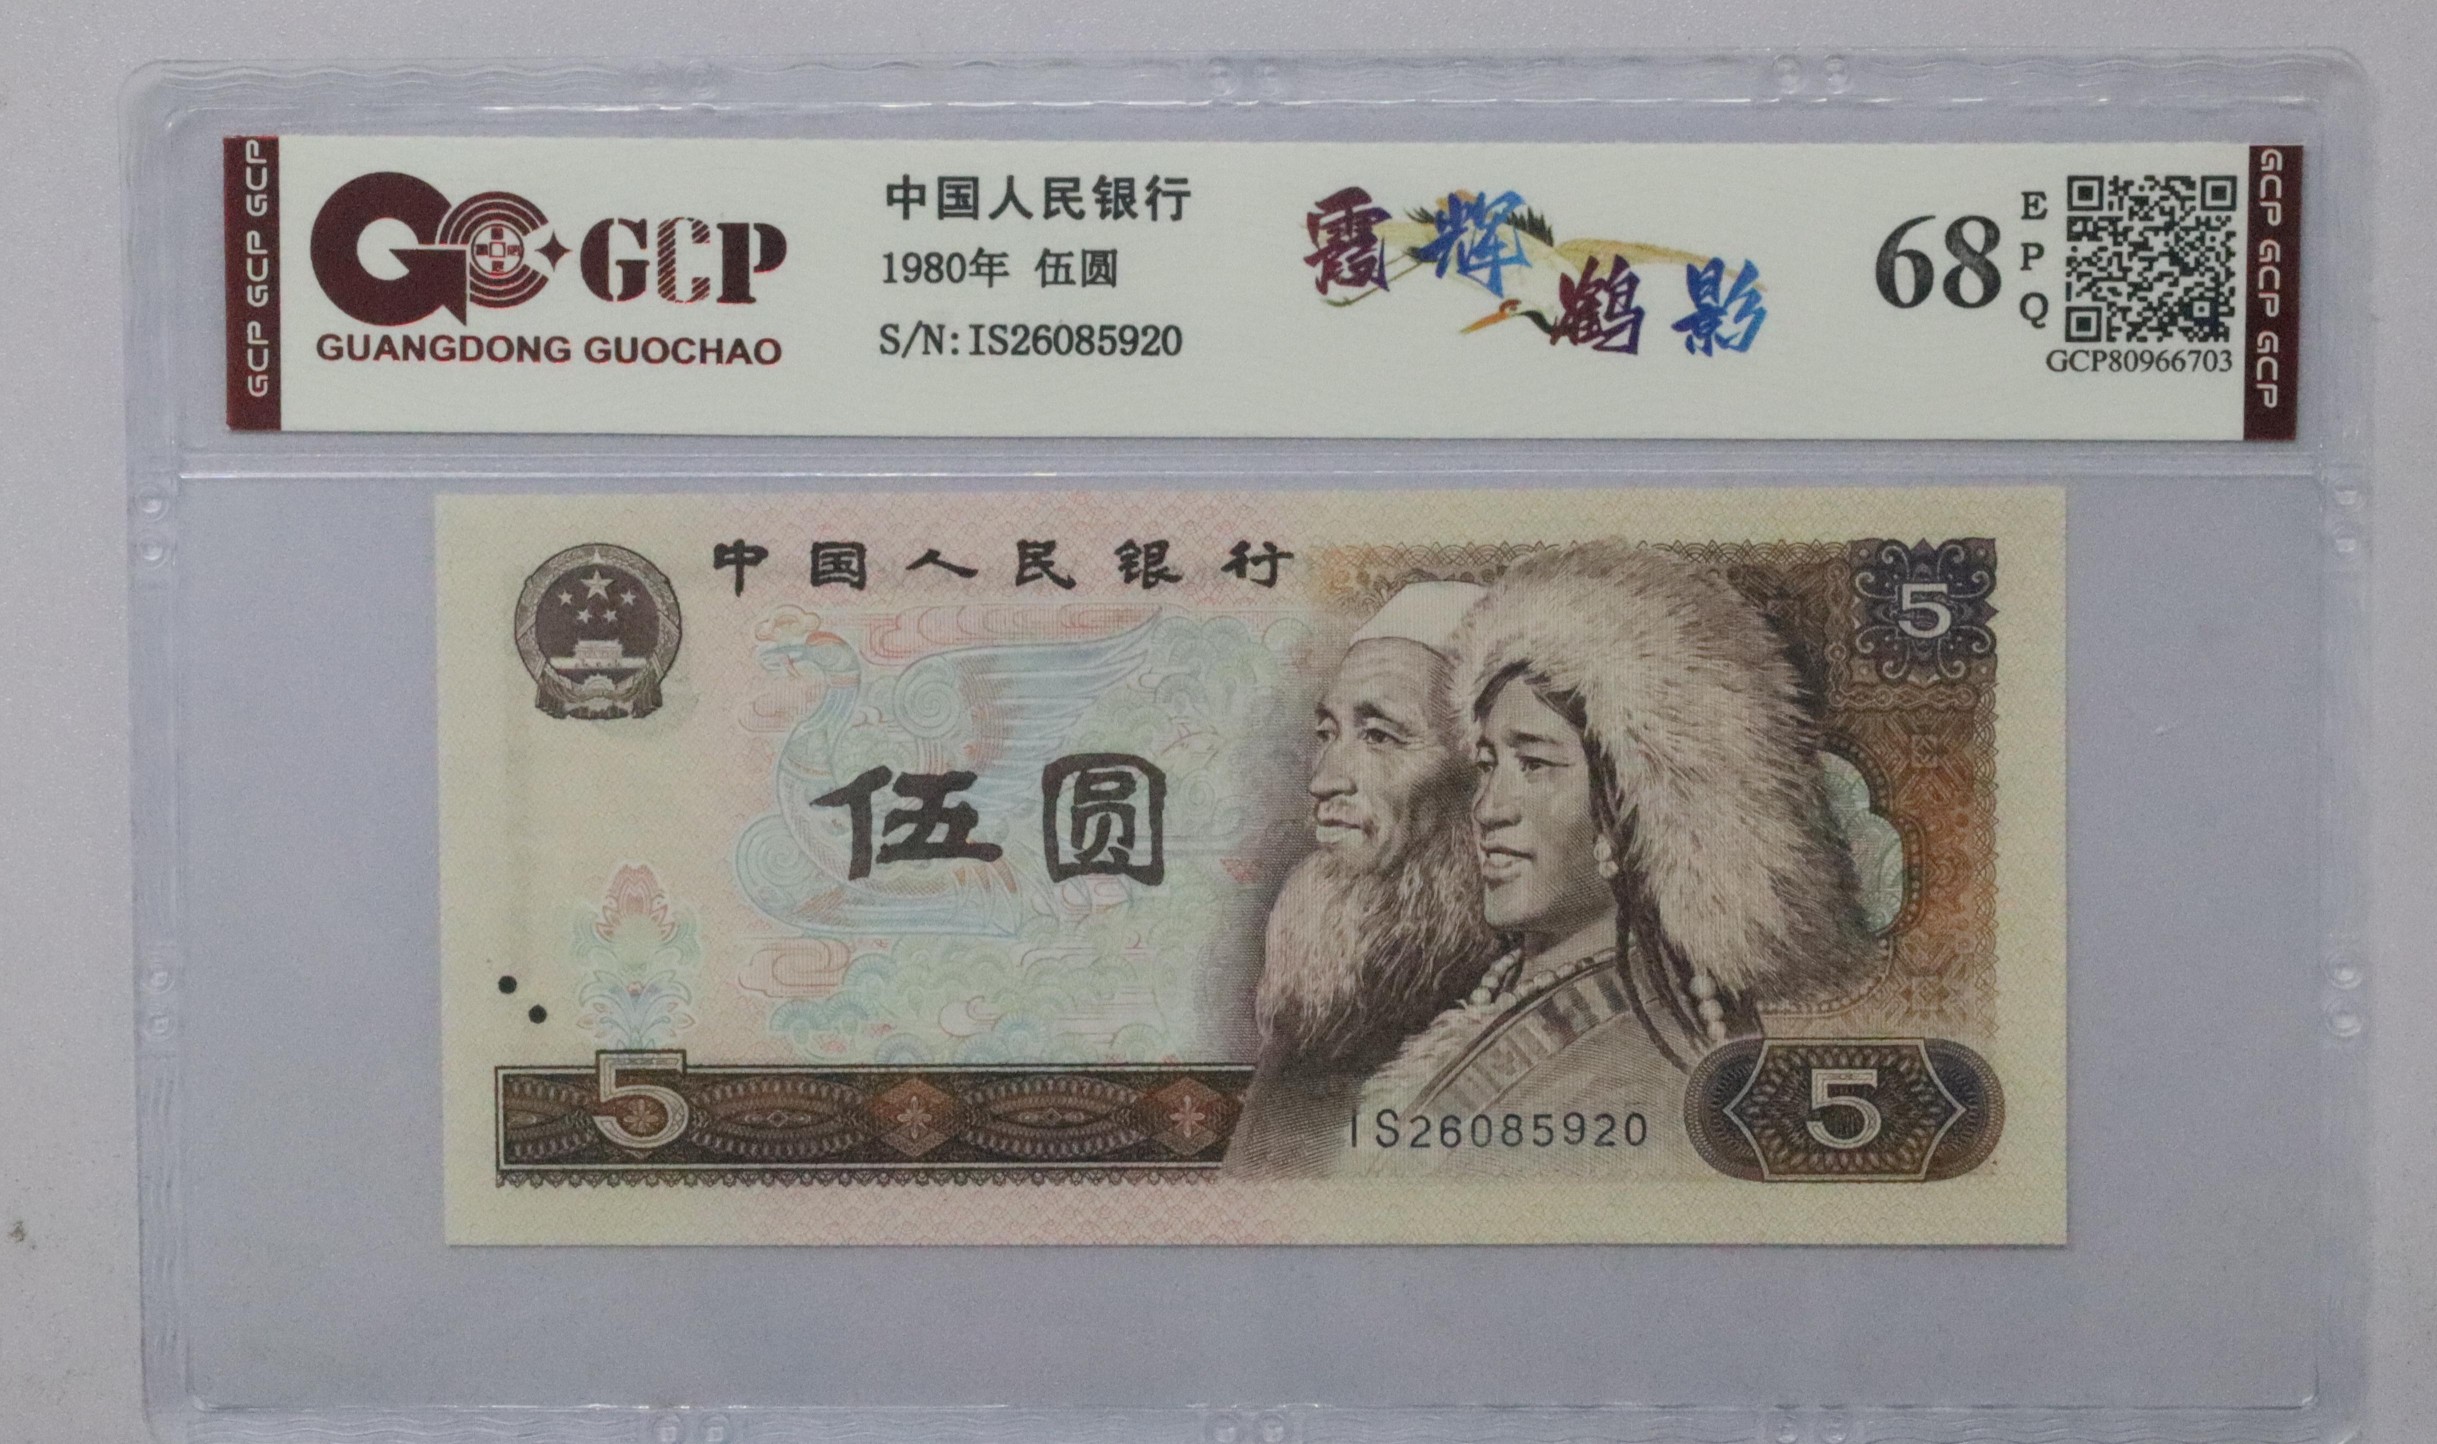 GCP GCP GCP
GCP
GUANGDONG GUOCHAO
中国人民银行
1980年 伍圆
S/N:IS26085920
霞辉
鹤影
68
E
P
Q
GCP80966703
GCP GCP GCP
中国人民银行
5
伍圆
5
IS26085920
5